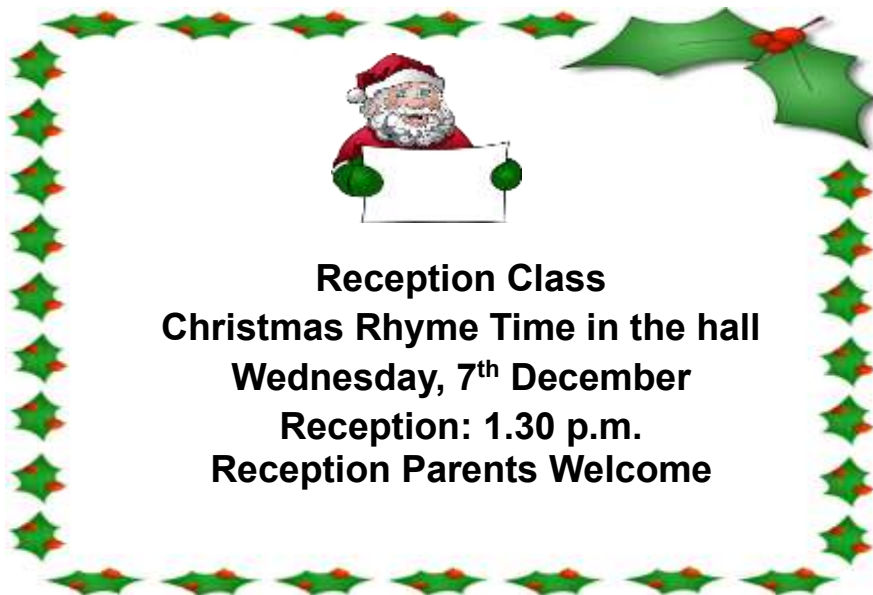 Reception Class
Christmas Rhyme Time in the hall
Wednesday, 7th December
Reception: 1.30 p.m.
Reception Parents Welcome